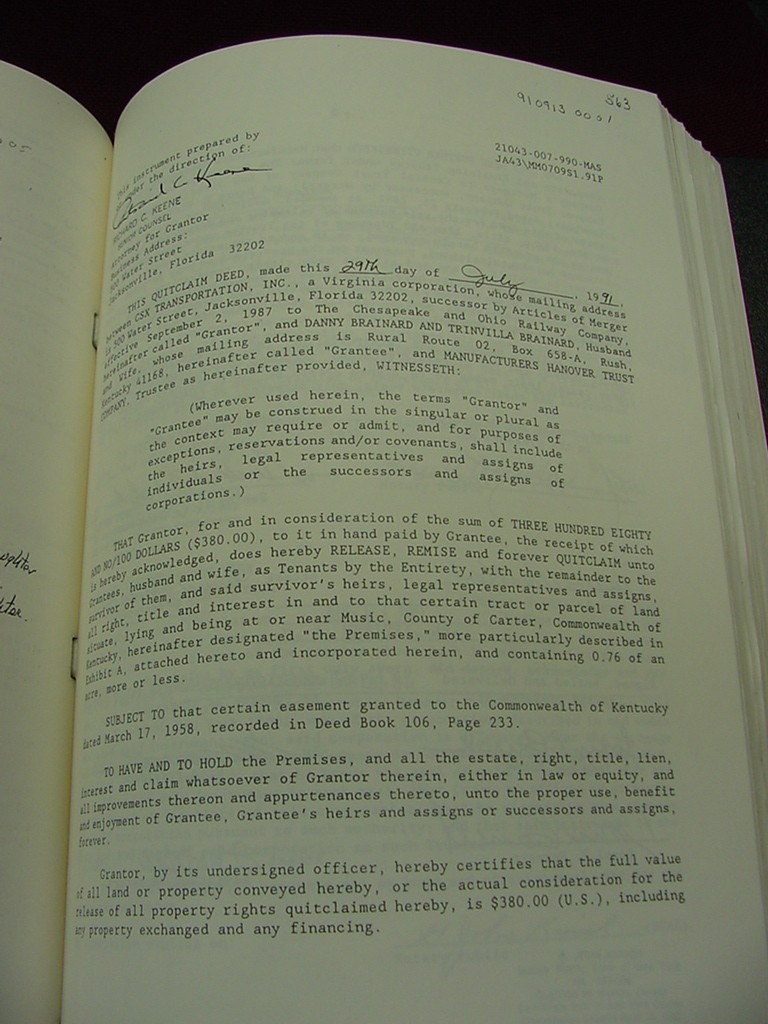 563
910913 0001
21043-007-990-MAS
JA43\MM0709S1.91P
This instrument prepared by
under the direction of:
RICHARD C. KEENE
SENIOR COUNSEL
Attorney for Grantor
Business Address:
500 Water Street
Jacksonville, Florida 32202
THIS QUITCLAIM DEED, made this 29th day of July, 1991,
between CSX TRANSPORTATION, INC., a Virginia corporation, whose mailing address
is 500 Water Street, Jacksonville, Florida 32202, successor by Articles of Merger
effective September 2, 1987 to The Chesapeake and Ohio Railway Company,
hereinafter called "Grantor", and DANNY BRAINARD AND TRINVILLA BRAINARD, Husband
and Wife, whose mailing address is Rural Route 02, Box 658-A, Rush,
Kentucky 41168, hereinafter called "Grantee", and MANUFACTURERS HANOVER TRUST
COMPANY, Trustee as hereinafter provided, WITNESSETH:
(Wherever used herein, the terms "Grantor" and
"Grantee" may be construed in the singular or plural as
the context may require or admit, and for purposes of
exceptions, reservations and/or covenants, shall include
the heirs, legal representatives and assigns of
individuals or the successors and assigns of
corporations.)
THAT Grantor, for and in consideration of the sum of THREE HUNDRED EIGHTY
AND NO/100 DOLLARS ($380.00), to it in hand paid by Grantee, the receipt of which
is hereby acknowledged, does hereby RELEASE, REMISE and forever QUITCLAIM unto
Grantees, husband and wife, as Tenants by the Entirety, with the remainder to the
survivor of them, and said survivor's heirs, legal representatives and assigns,
all right, title and interest in and to that certain tract or parcel of land
situate, lying and being at or near Music, County of Carter, Commonwealth of
Kentucky, hereinafter designated "the Premises," more particularly described in
Exhibit A, attached hereto and incorporated herein, and containing 0.76 of an
acre, more or less.
SUBJECT TO that certain easement granted to the Commonwealth of Kentucky
dated March 17, 1958, recorded in Deed Book 106, Page 233.
TO HAVE AND TO HOLD the Premises, and all the estate, right, title, lien,
interest and claim whatsoever of Grantor therein, either in law or equity, and
all improvements thereon and appurtenances thereto, unto the proper use, benefit
and enjoyment of Grantee, Grantee's heirs and assigns or successors and assigns,
forever.
Grantor, by its undersigned officer, hereby certifies that the full value
of all land or property conveyed hereby, or the actual consideration for the
release of all property rights quitclaimed hereby, is $380.00 (U.S.), including
any property exchanged and any financing.